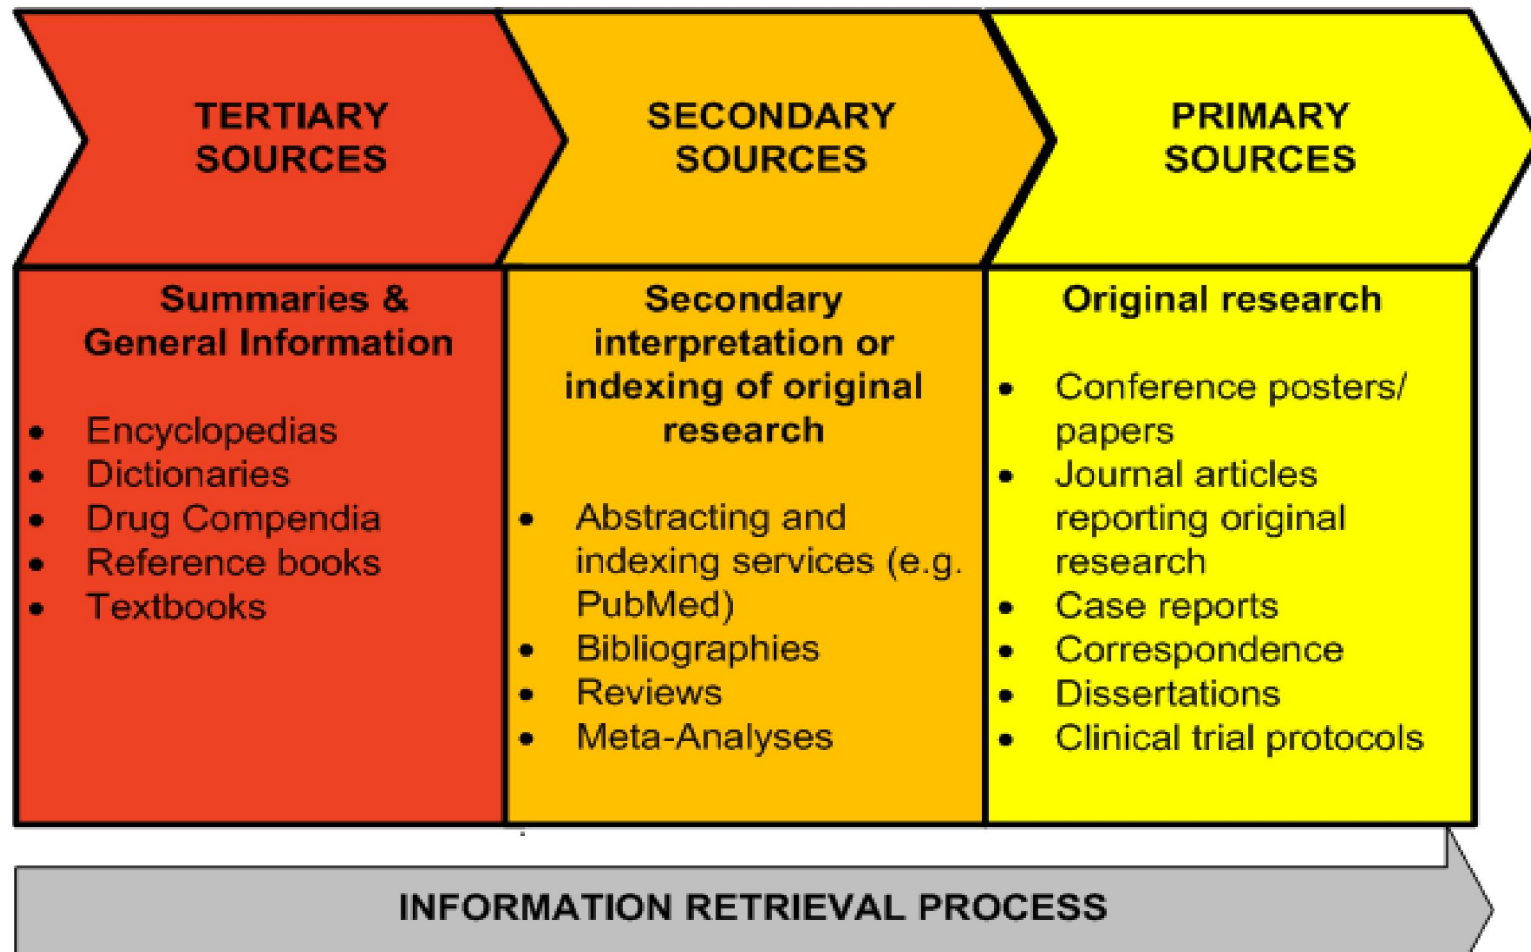 TERTIARY
SOURCES
SECONDARY
SOURCES
PRIMARY
SOURCES
Summaries &
General Information
• Encyclopedias
• Dictionaries
• Drug Compendia
• Reference books
• Textbooks
Secondary
interpretation or
indexing of original
research
• Abstracting and
indexing services (e.g.
PubMed)
• Bibliographies
• Reviews
• Meta-Analyses
Original research
• Conference posters/
papers
• Journal articles
reporting original
research
• Case reports
• Correspondence
• Dissertations
• Clinical trial protocols
INFORMATION RETRIEVAL PROCESS